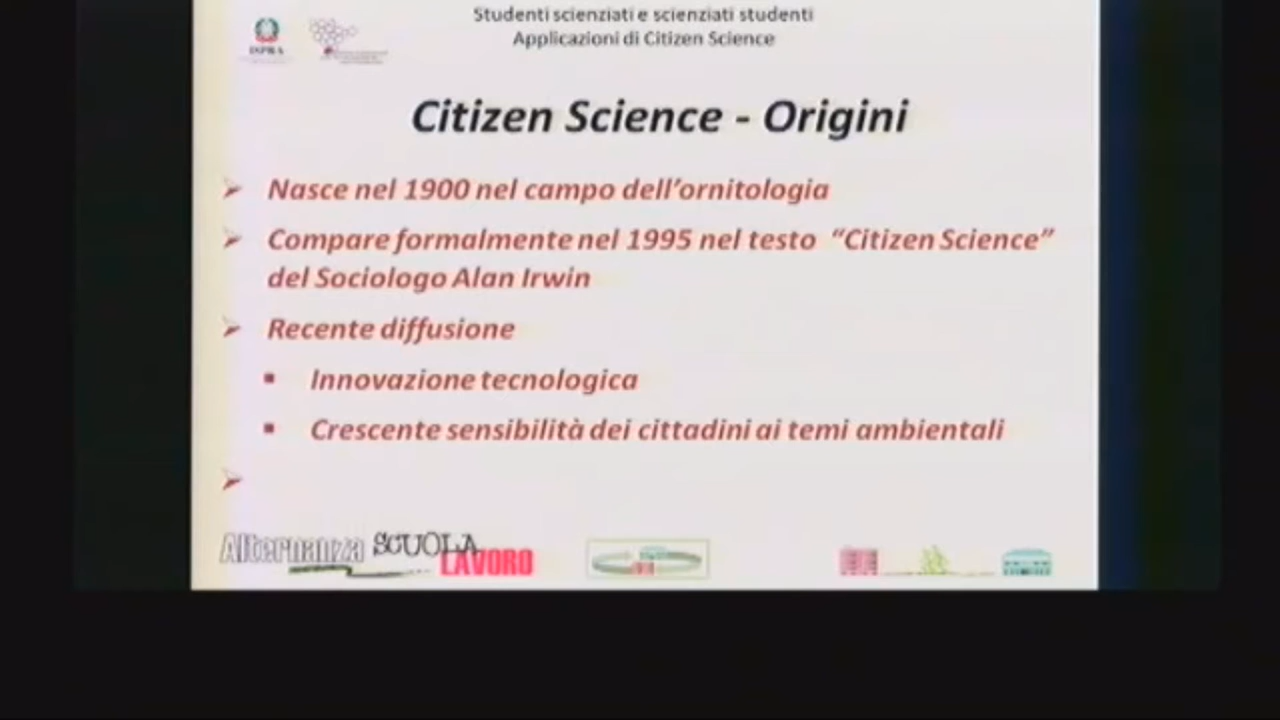 Studenti scienziati e scienziati studenti
Applicazioni di Citizen Science
ISPRA
Citizen Science - Origini
Nasce nel 1900 nel campo dell'ornitologia
Compare formalmente nel 1995 nel testo "Citizen Science"
del Sociologo Alan Irwin
Recente diffusione
Innovazione tecnologica
Crescente sensibilità dei cittadini ai temi ambientali
Alternanza SCUOLA
LAVORO